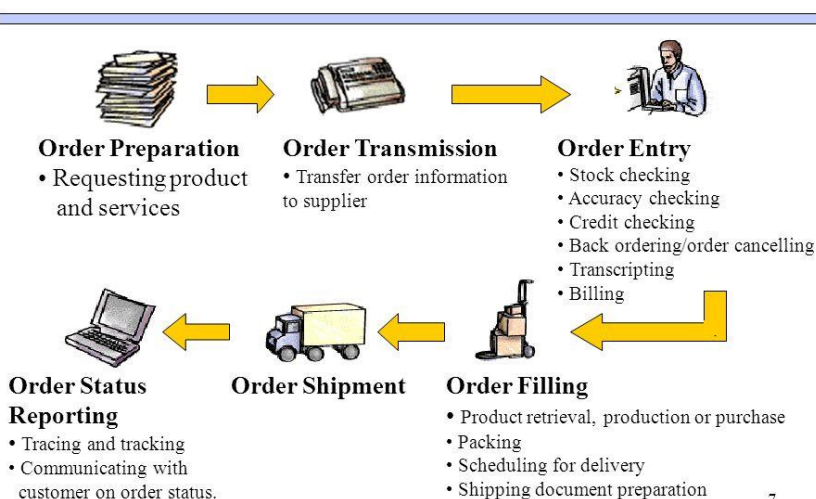 Order Preparation
• Requesting product
and services
Order Transmission
• Transfer order information
to supplier
Order Entry
• Stock checking
• Accuracy checking
• Credit checking
• Back ordering/order cancelling
• Transcripting
• Billing
Order Filling
• Product retrieval, production or purchase
• Packing
• Scheduling for delivery
• Shipping document preparation
Order Shipment
Order Status
Reporting
• Tracing and tracking
• Communicating with
customer on order status.
7